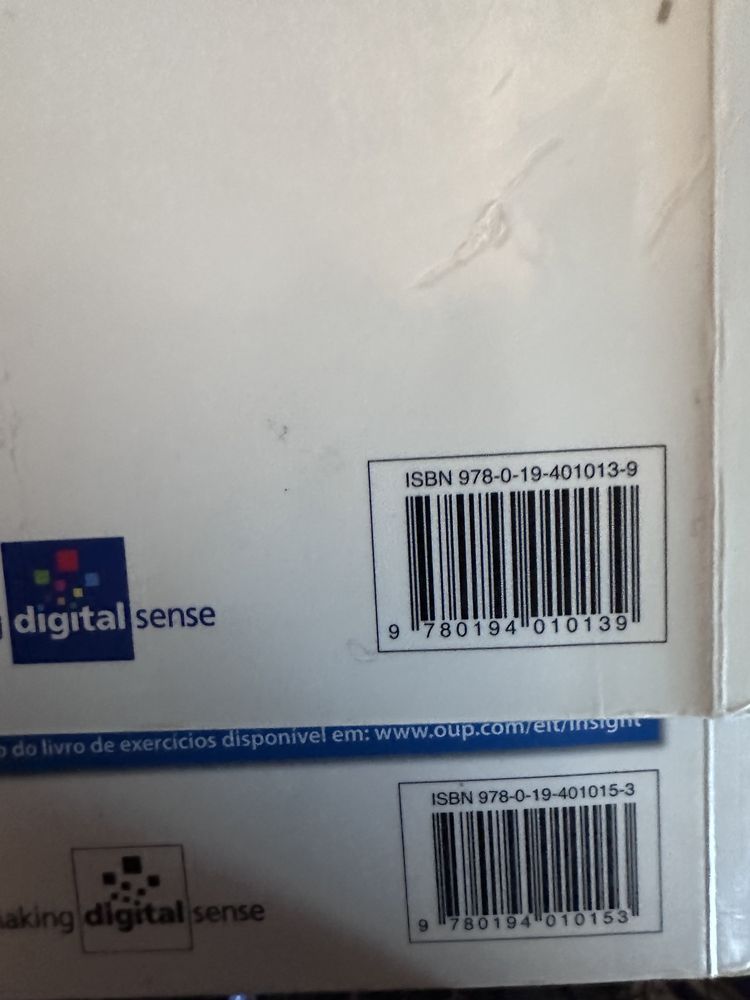 ISBN 978-0-19-401013-9
9 780194 010139
digital sense
do livro de exercícios disponível em: www.oup.com/elt/insight
ISBN 978-0-19-401015-3
9 780194 010153
digital sense